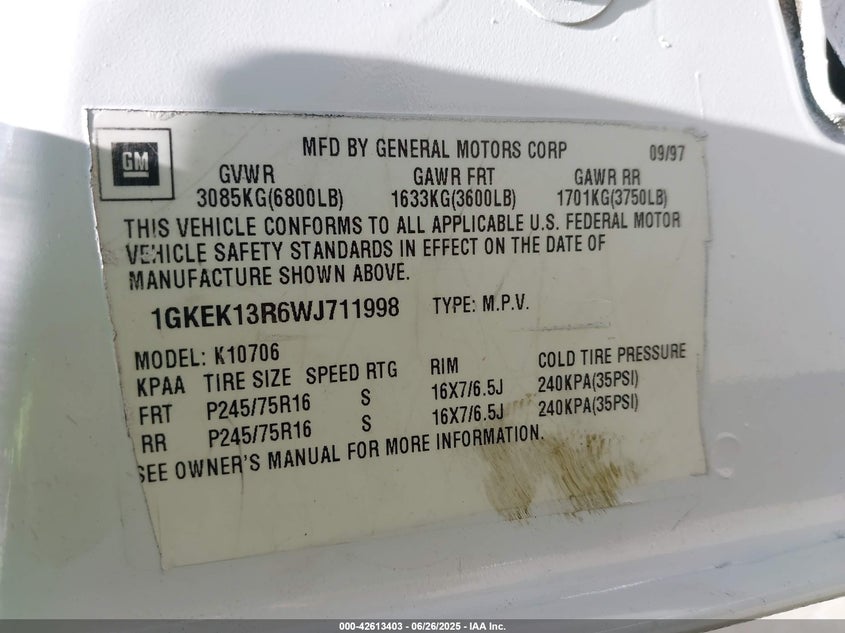 GM
MFD BY GENERAL MOTORS CORP 09/97
GVWR GAWR FRT GAWR RR
3085KG(6800LB) 1633KG(3600LB) 1701KG(3750LB)
THIS VEHICLE CONFORMS TO ALL APPLICABLE U.S. FEDERAL MOTOR
VEHICLE SAFETY STANDARDS IN EFFECT ON THE DATE OF
MANUFACTURE SHOWN ABOVE.
1GKEK13R6WJ711998 TYPE: M.P.V.
MODEL: K10706
KPAA TIRE SIZE SPEED RTG RIM COLD TIRE PRESSURE
FRT P245/75R16 S 16X7/6.5J 240KPA(35PSI)
RR P245/75R16 S 16X7/6.5J 240KPA(35PSI)
SEE OWNER'S MANUAL FOR MORE INFORMATION.
000-42613403 - 06/26/2025 - IAA Inc.